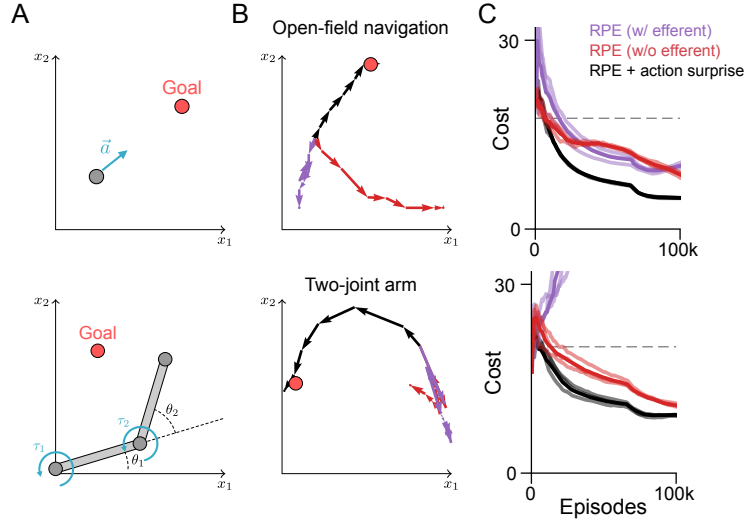 A
B
C
Open-field navigation
x₂
Goal
a⃗
x₁
x₂
x₁
RPE (w/ efferent)
RPE (w/o efferent)
RPE + action surprise
30
Cost
0
0
100k
x₂
Goal
τ₁
τ₂
θ₁
θ₂
x₁
Two-joint arm
x₂
x₁
30
Cost
0
0
100k
Episodes